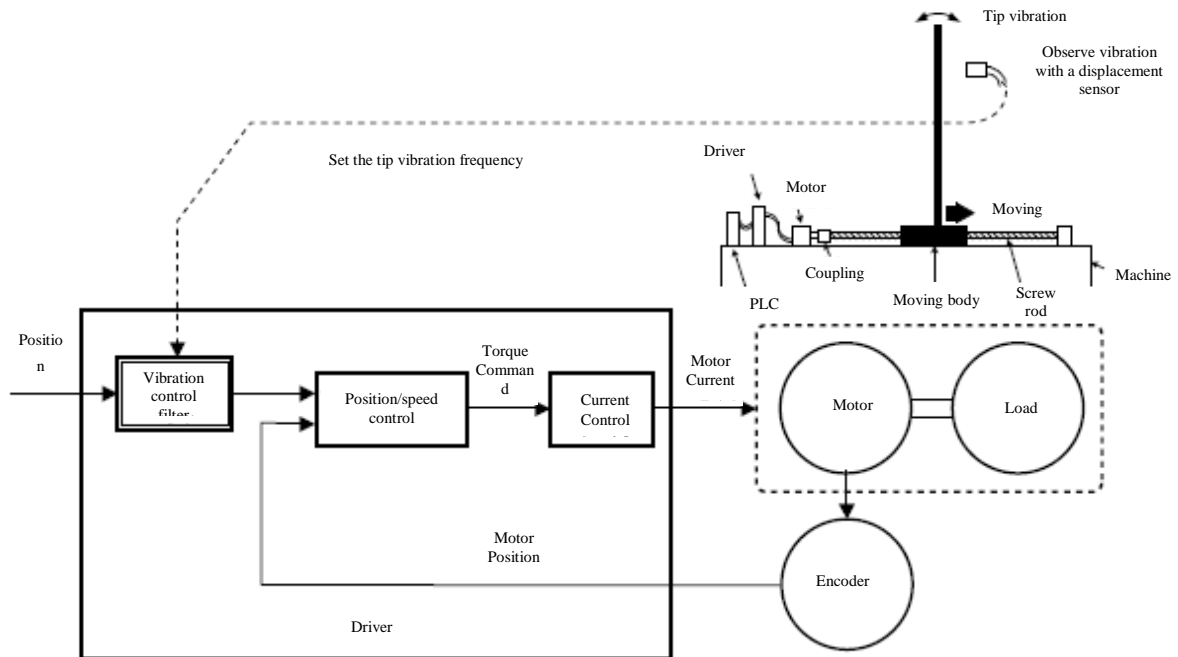 Tip vibration
Observe vibration
with a displacement
sensor
Set the tip vibration frequency
Driver
Motor
Moving
Coupling
Machine
PLC
Moving body
Screw
rod
Positio
n
Vibration
control
filter
Position/speed
control
Torque
Comman
d
Current
Control
Motor
Current
Motor
Load
Motor
Position
Encoder
Driver